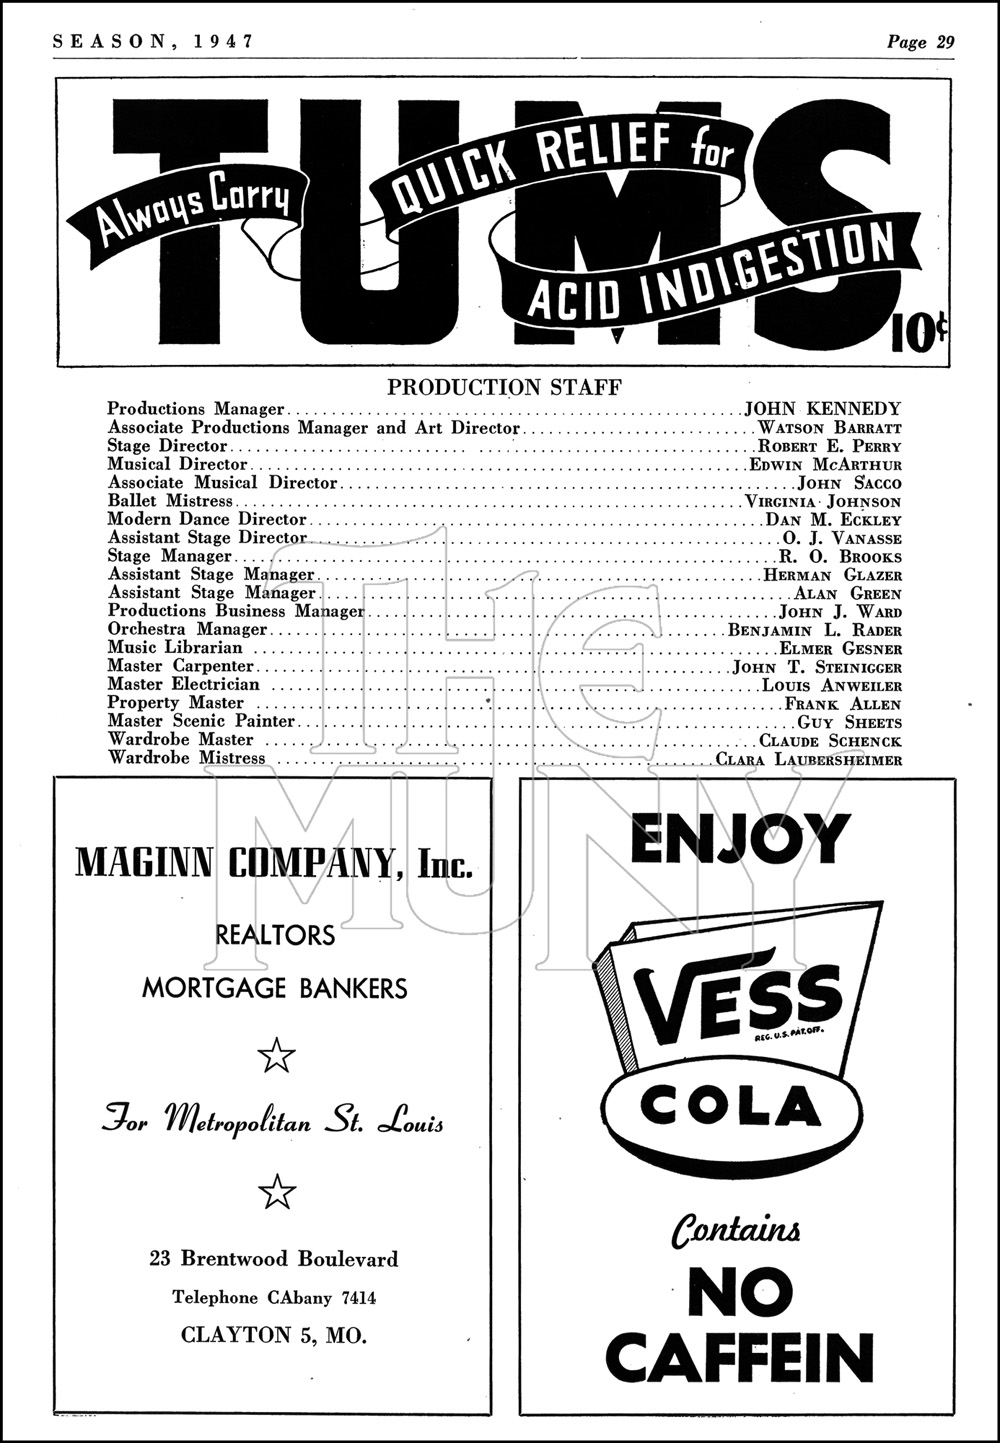 SEASON, 1947
Page 29
TUMS
Always Carry
QUICK RELIEF for
ACID INDIGESTION
10¢
PRODUCTION STAFF
Productions Manager JOHN KENNEDY
Associate Productions Manager and Art Director WATSON BARRATT
Stage Director ROBERT E. PERRY
Musical Director EDWIN MCARTHUR
Associate Musical Director JOHN SACCO
Ballet Mistress VIRGINIA JOHNSON
Modern Dance Director DAN M. ECKLEY
Assistant Stage Director O. J. VANASSE
Stage Manager R. O. BROOKS
Assistant Stage Manager HERMAN GLAZER
Assistant Stage Manager ALAN GREEN
Productions Business Manager JOHN J. WARD
Orchestra Manager BENJAMIN L. RADER
Music Librarian ELMER GESNER
Master Carpenter JOHN T. STEINIGGER
Master Electrician LOUIS ANWEILER
Property Master FRANK ALLEN
Master Scenic Painter GUY SHEETS
Wardrobe Master CLAUDE SCHENCK
Wardrobe Mistress CLARA LAUBERSHEIMER
THE
MUNY
MAGINN COMPANY, Inc.
REALTORS
MORTGAGE BANKERS
For Metropolitan St. Louis
23 Brentwood Boulevard
Telephone CAbany 7414
CLAYTON 5, MO.
ENJOY
VESS
REG. U.S. PAT. OFF.
COLA
Contains
NO
CAFFEIN